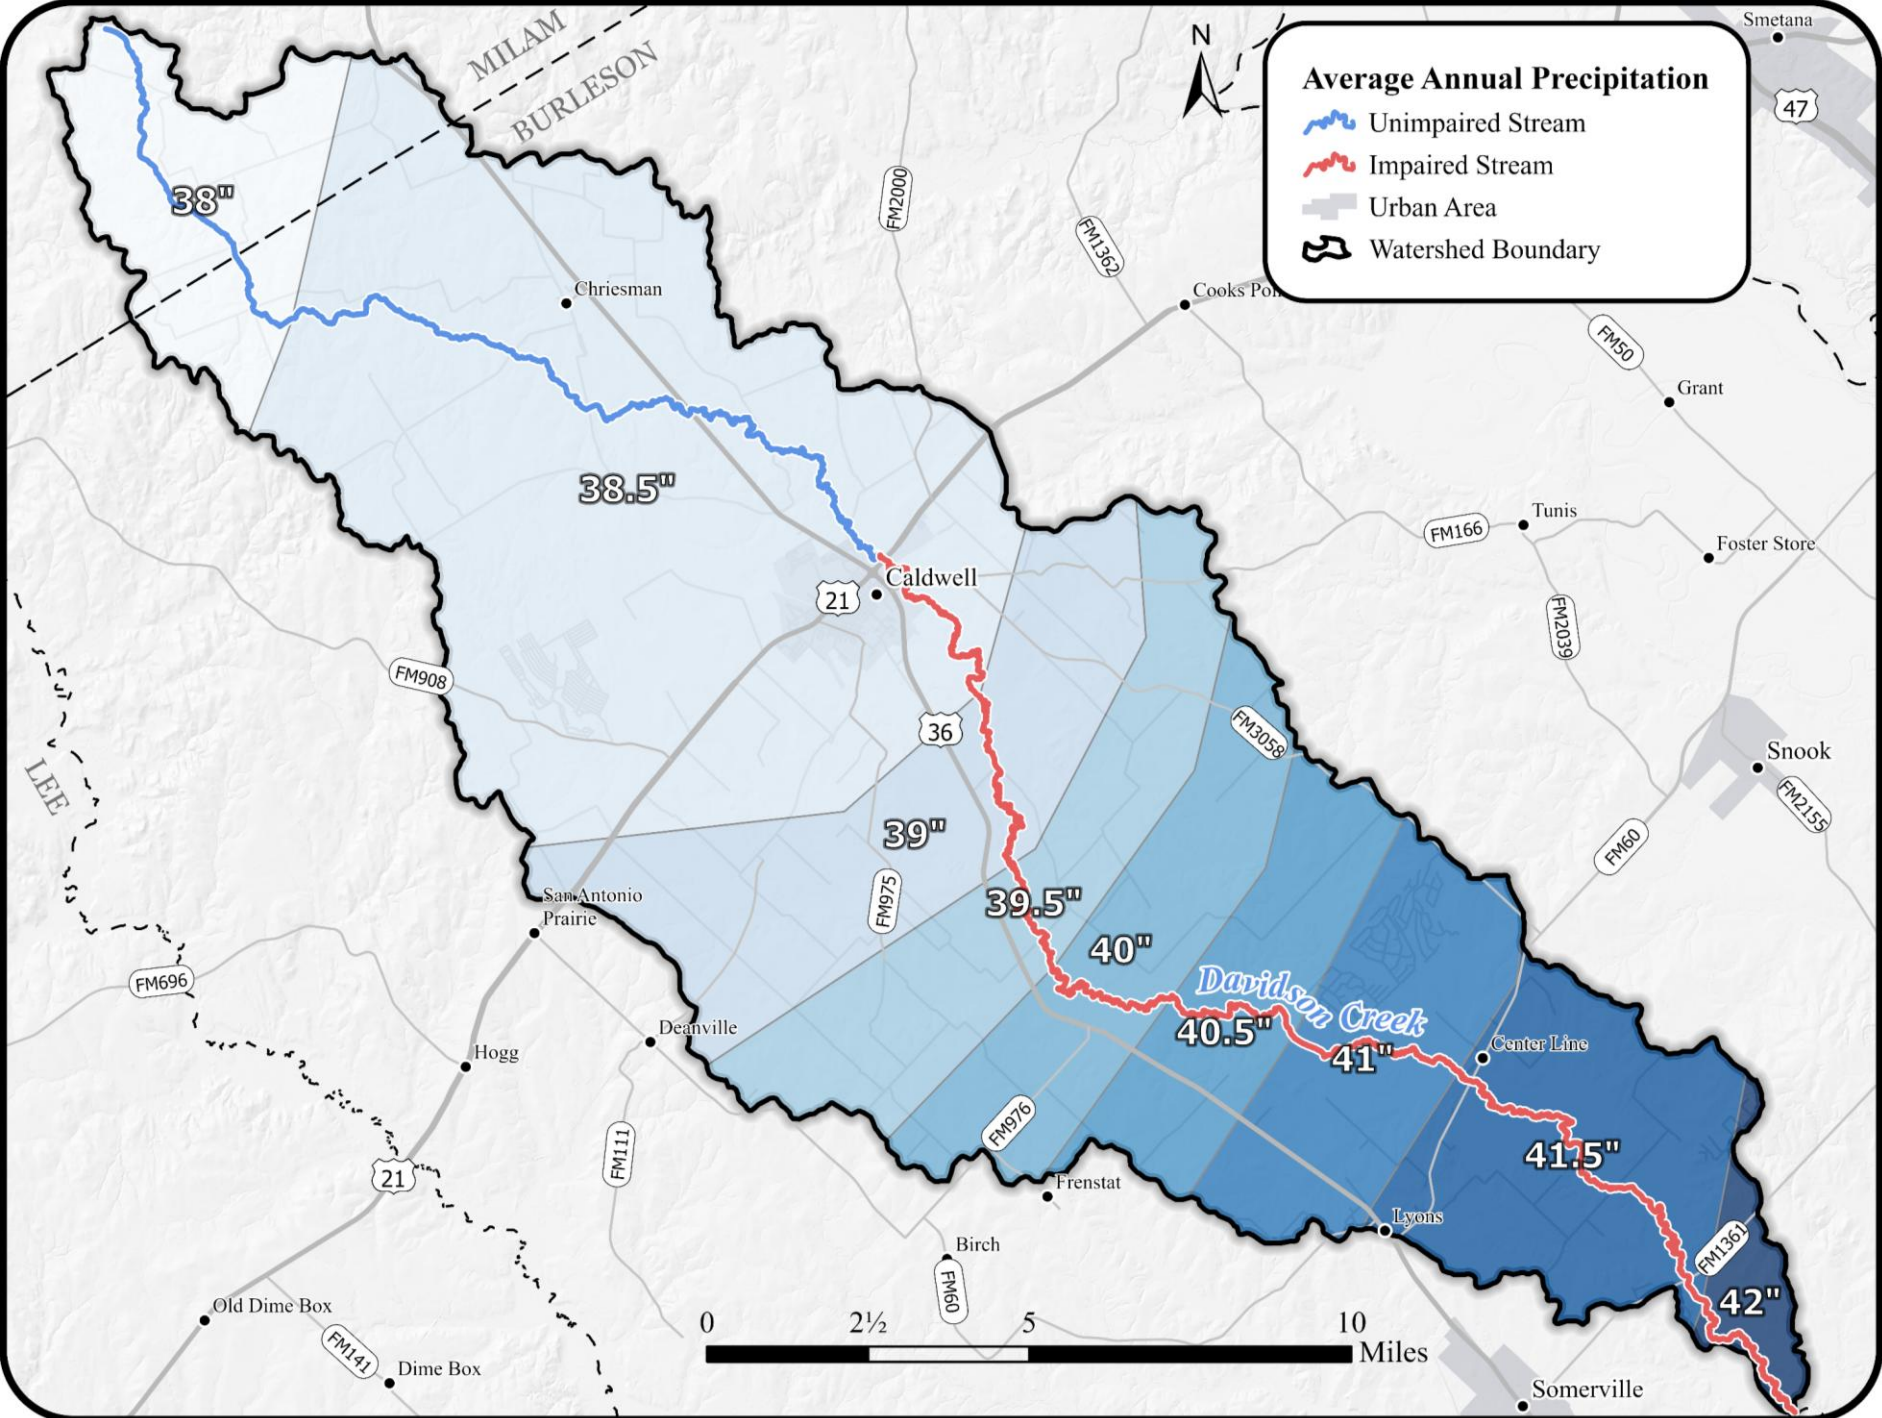 Smetana
MILAM
N
BURLESON
Average Annual Precipitation
Unimpaired Stream
Impaired Stream
Urban Area
Watershed Boundary
47
38"
FM2000
FM1362
Chriesman
Cooks Poi
FM50
Grant
38.5"
Tunis
FM166
Foster Store
Caldwell
21
FM2039
FM908
36
FM3058
Snook
LEE
FM2155
39"
FM60
San Antonio
Prairie
FM975
39.5"
40"
FM696
Davidson Creek
40.5"
41"
Center Line
Deanville
Hogg
FM976
FM111
41.5"
21
Frenstat
Lyons
Birch
FM1361
FM60
42"
Old Dime Box
0 2½ 5 10
Miles
FM141
Dime Box
Somerville